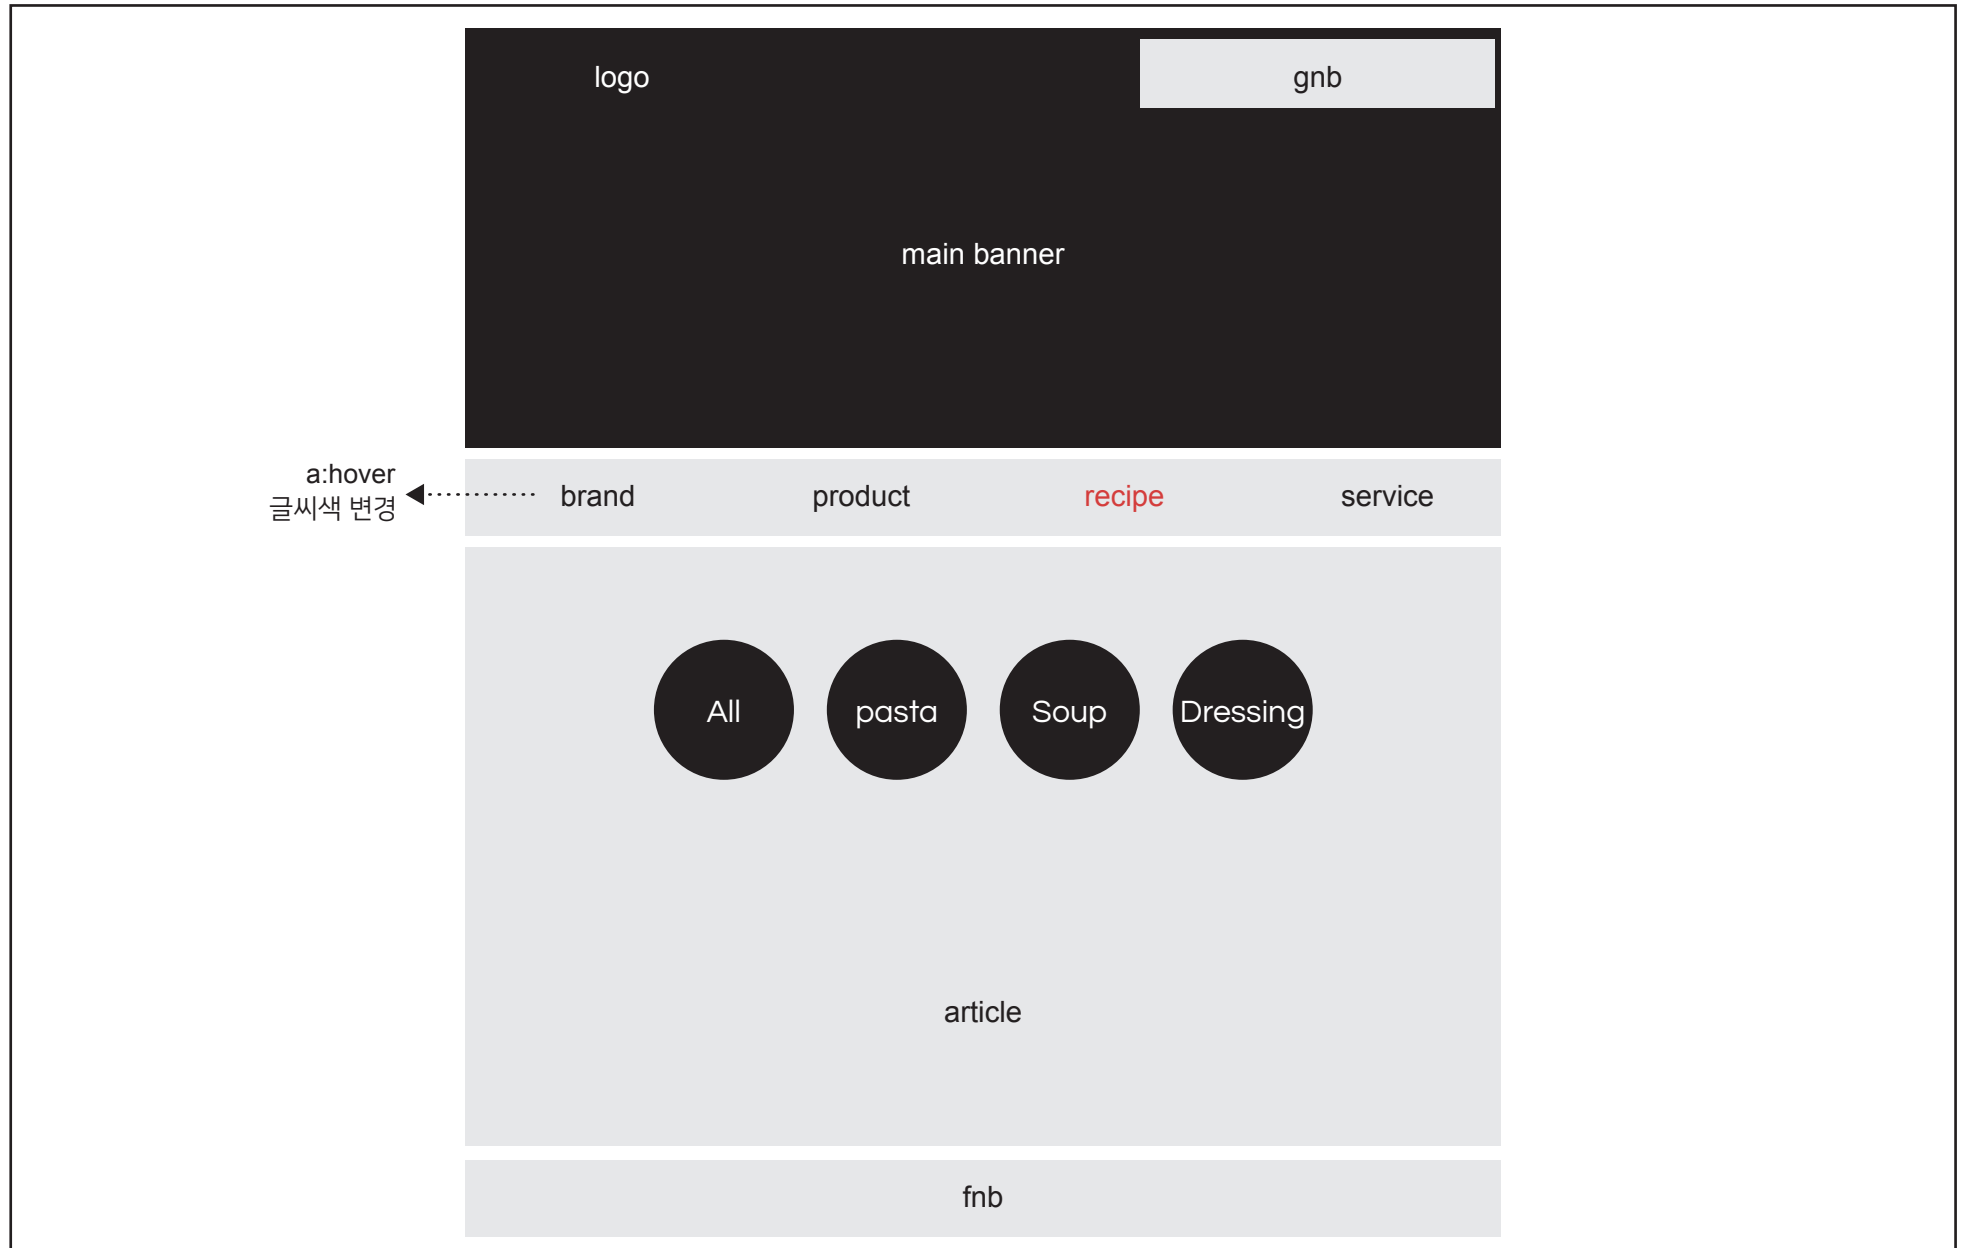 logo
gnb
main banner
a:hover
글씨색 변경
brand
product
recipe
service
All
pasta
Soup
Dressing
article
fnb